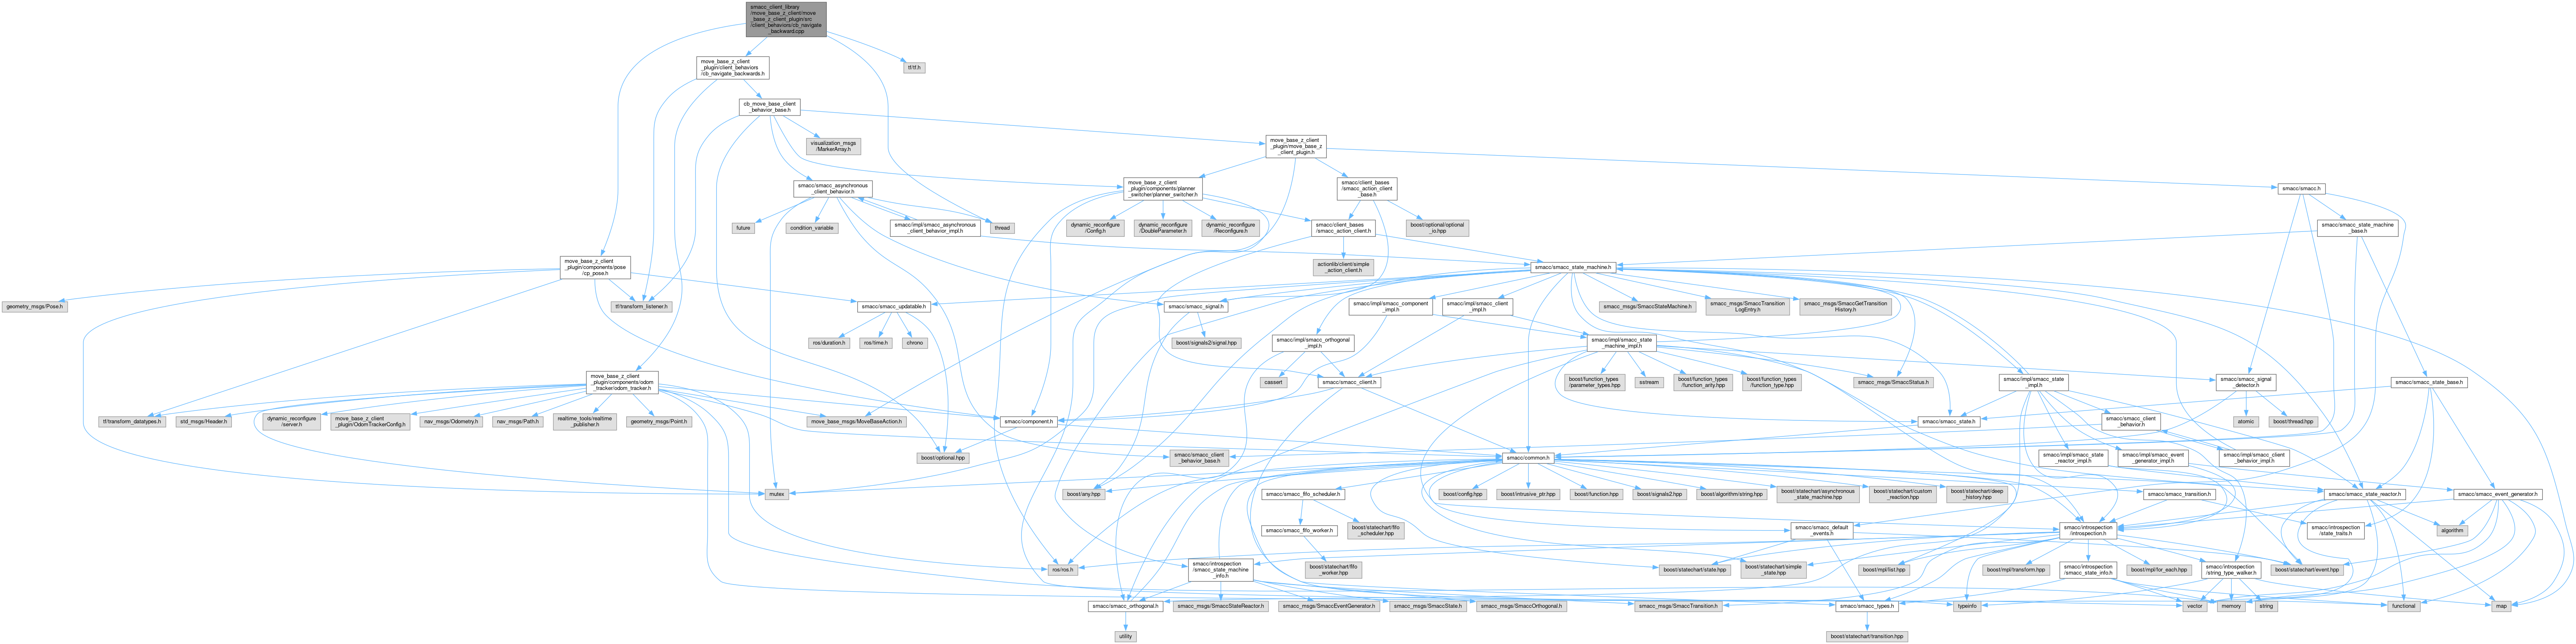 smacc_client_library
/move_base_z_client/move
_base_z_client_plugin/src
/client_behaviors/cb_navigate
_backward.cpp
move_base_z_client
_plugin/client_behaviors
/cb_navigate_backwards.h
tf/tf.h
cb_move_base_client
_behavior_base.h
visualization_msgs
/MarkerArray.h
move_base_z_client
_plugin/move_base_z
_client_plugin.h
smacc/smacc_asynchronous
_client_behavior.h
move_base_z_client
_plugin/components/planner
_switcher/planner_switcher.h
smacc/client_bases
/smacc_action_client
_base.h
smacc/smacc.h
future
condition_variable
smacc/impl/smacc_asynchronous
_client_behavior_impl.h
thread
dynamic_reconfigure
/Config.h
dynamic_reconfigure
/DoubleParameter.h
dynamic_reconfigure
/Reconfigure.h
smacc/client_bases
/smacc_action_client.h
boost/optional/optional
_io.hpp
smacc/smacc_state_machine
_base.h
move_base_z_client
_plugin/components/pose
/cp_pose.h
actionlib/client/simple
_action_client.h
smacc/smacc_state_machine.h
geometry_msgs/Pose.h
tf/transform_listener.h
smacc/smacc_updatable.h
smacc/smacc_signal.h
smacc/impl/smacc_component
_impl.h
smacc/impl/smacc_client
_impl.h
smacc_msgs/SmaccStateMachine.h
smacc_msgs/SmaccTransition
LogEntry.h
smacc_msgs/SmaccGetTransition
History.h
ros/duration.h
ros/time.h
chrono
boost/signals2/signal.hpp
smacc/impl/smacc_orthogonal
_impl.h
smacc/impl/smacc_state
_machine_impl.h
move_base_z_client
_plugin/components/odom
_tracker/odom_tracker.h
cassert
smacc/smacc_client.h
boost/function_types
/parameter_types.hpp
sstream
boost/function_types
/function_arity.hpp
boost/function_types
/function_type.hpp
smacc_msgs/SmaccStatus.h
smacc/impl/smacc_state
_impl.h
smacc/smacc_signal
_detector.h
smacc/smacc_state_base.h
tf/transform_datatypes.h
std_msgs/Header.h
dynamic_reconfigure
/server.h
move_base_z_client
_plugin/OdomTrackerConfig.h
nav_msgs/Odometry.h
nav_msgs/Path.h
realtime_tools/realtime
_publisher.h
geometry_msgs/Point.h
move_base_msgs/MoveBaseAction.h
smacc/component.h
smacc/smacc_state.h
smacc/smacc_client
_behavior.h
atomic
boost/thread.hpp
boost/optional.hpp
smacc/smacc_client
_behavior_base.h
smacc/common.h
smacc/impl/smacc_state
_reactor_impl.h
smacc/impl/smacc_event
_generator_impl.h
smacc/impl/smacc_client
_behavior_impl.h
mutex
boost/any.hpp
smacc/smacc_fifo_scheduler.h
boost/config.hpp
boost/intrusive_ptr.hpp
boost/function.hpp
boost/signals2.hpp
boost/algorithm/string.hpp
boost/statechart/asynchronous
_state_machine.hpp
boost/statechart/custom
_reaction.hpp
boost/statechart/deep
_history.hpp
smacc/smacc_transition.h
smacc/smacc_state_reactor.h
smacc/smacc_event_generator.h
smacc/smacc_fifo_worker.h
boost/statechart/fifo
_scheduler.hpp
smacc/smacc_default
_events.h
smacc/introspection
/introspection.h
smacc/introspection
/state_traits.h
algorithm
ros/ros.h
smacc/introspection
/smacc_state_machine
_info.h
boost/statechart/fifo
_worker.hpp
boost/statechart/state.hpp
boost/statechart/simple
_state.hpp
boost/mpl/list.hpp
boost/mpl/transform.hpp
smacc/introspection
/smacc_state_info.h
boost/mpl/for_each.hpp
smacc/introspection
/string_type_walker.h
boost/statechart/event.hpp
smacc/smacc_orthogonal.h
smacc_msgs/SmaccStateReactor.h
smacc_msgs/SmaccEventGenerator.h
smacc_msgs/SmaccState.h
smacc_msgs/SmaccOrthogonal.h
smacc_msgs/SmaccTransition.h
smacc/smacc_types.h
typeinfo
vector
memory
string
functional
map
utility
boost/statechart/transition.hpp